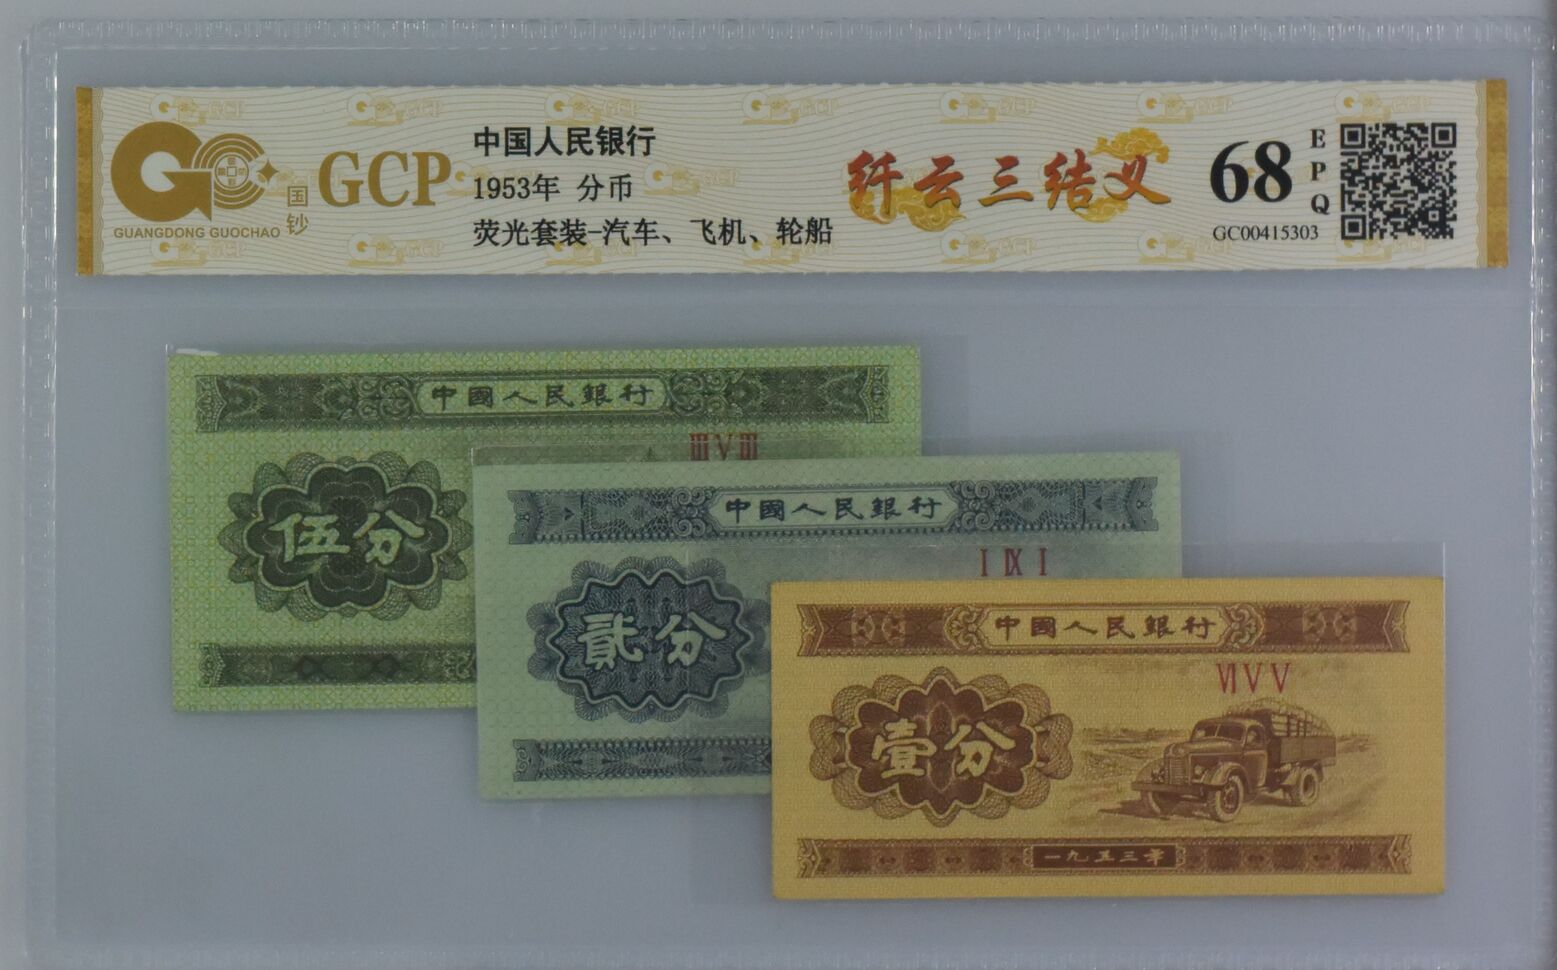 GUANGDONG GUOCHAO
国钞
GCP
中国人民银行
1953年 分币
荧光套装-汽车、飞机、轮船
纤云三结义
68
EPQ
GC00415303
中國人民銀行
III V III
伍分
中國人民銀行
I IX I
貳分
中國人民銀行
VI V V
壹分
一九五三年